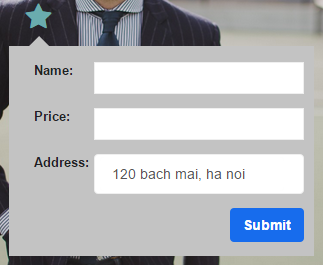 Name:
Price:
Address: 120 bach mai, ha noi
Submit